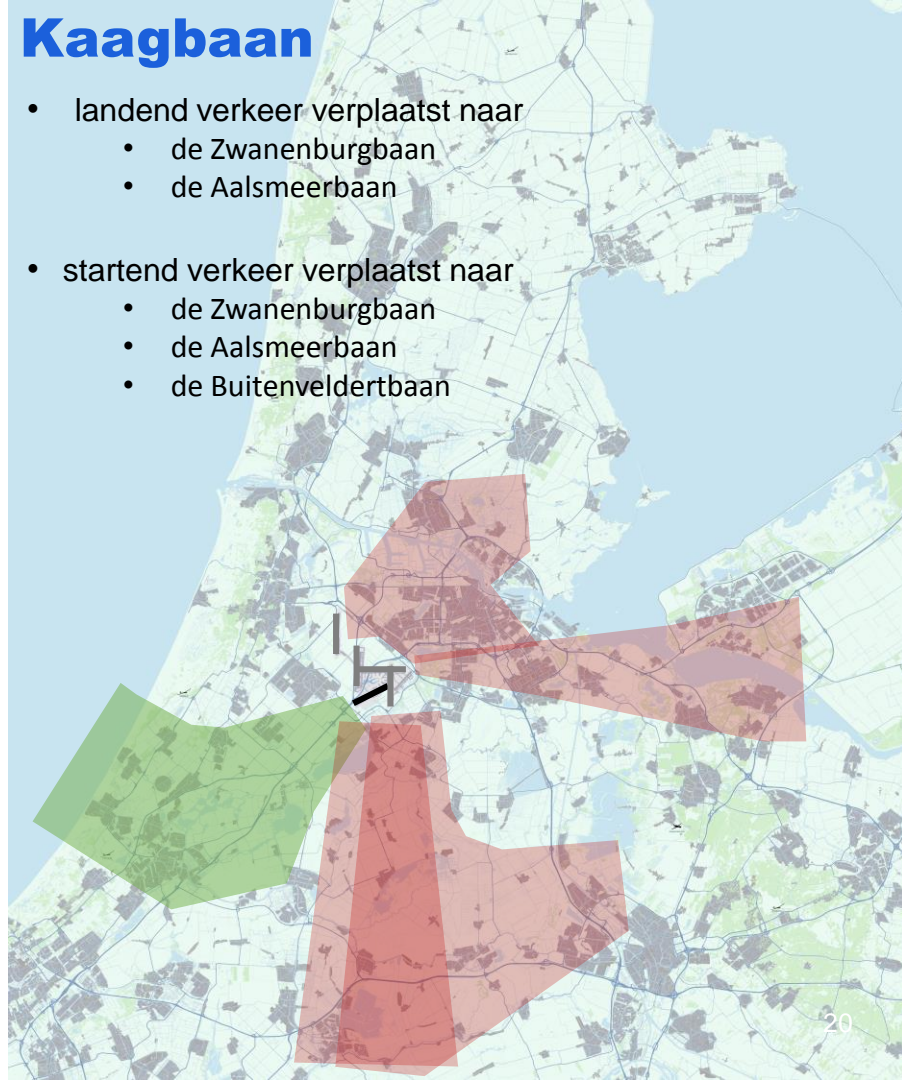 Kaagbaan
• landend verkeer verplaatst naar
• de Zwanenburgbaan
• de Aalsmeerbaan
• startend verkeer verplaatst naar
• de Zwanenburgbaan
• de Aalsmeerbaan
• de Buitenveldertbaan
20